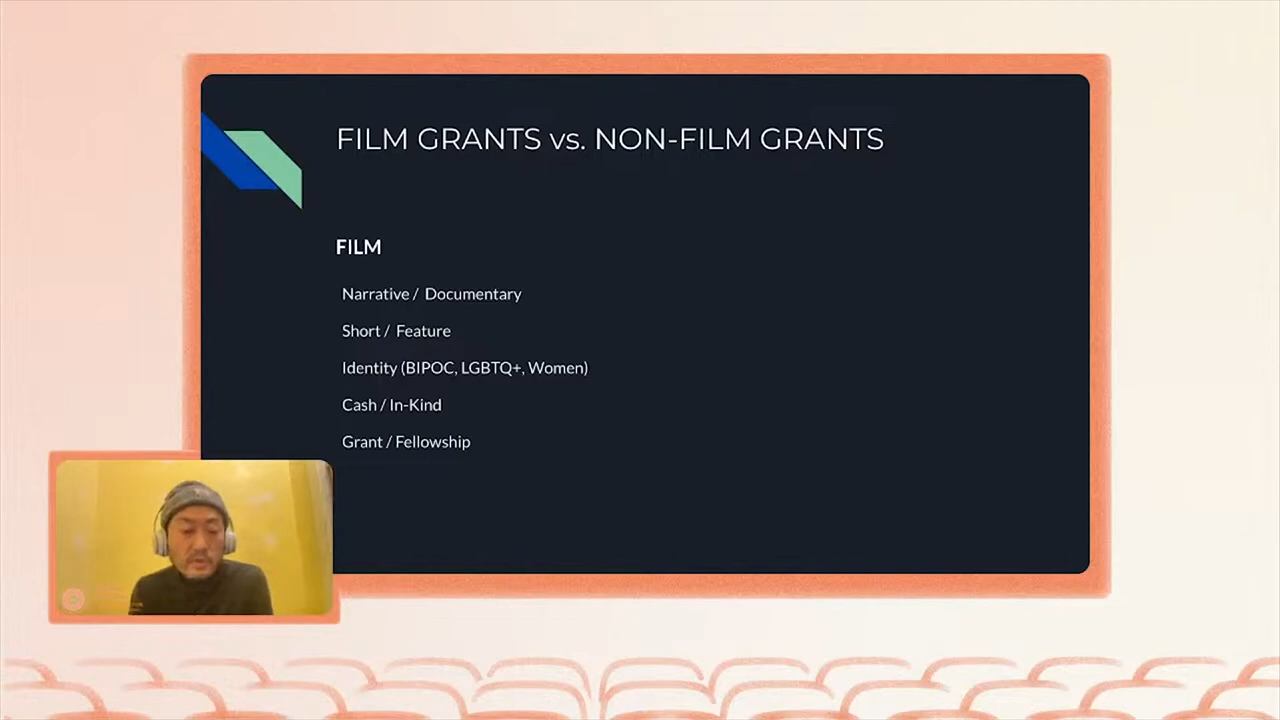 FILM GRANTS vs. NON-FILM GRANTS
FILM
Narrative / Documentary
Short / Feature
Identity (BIPOC, LGBTQ+, Women)
Cash / In-Kind
Grant / Fellowship